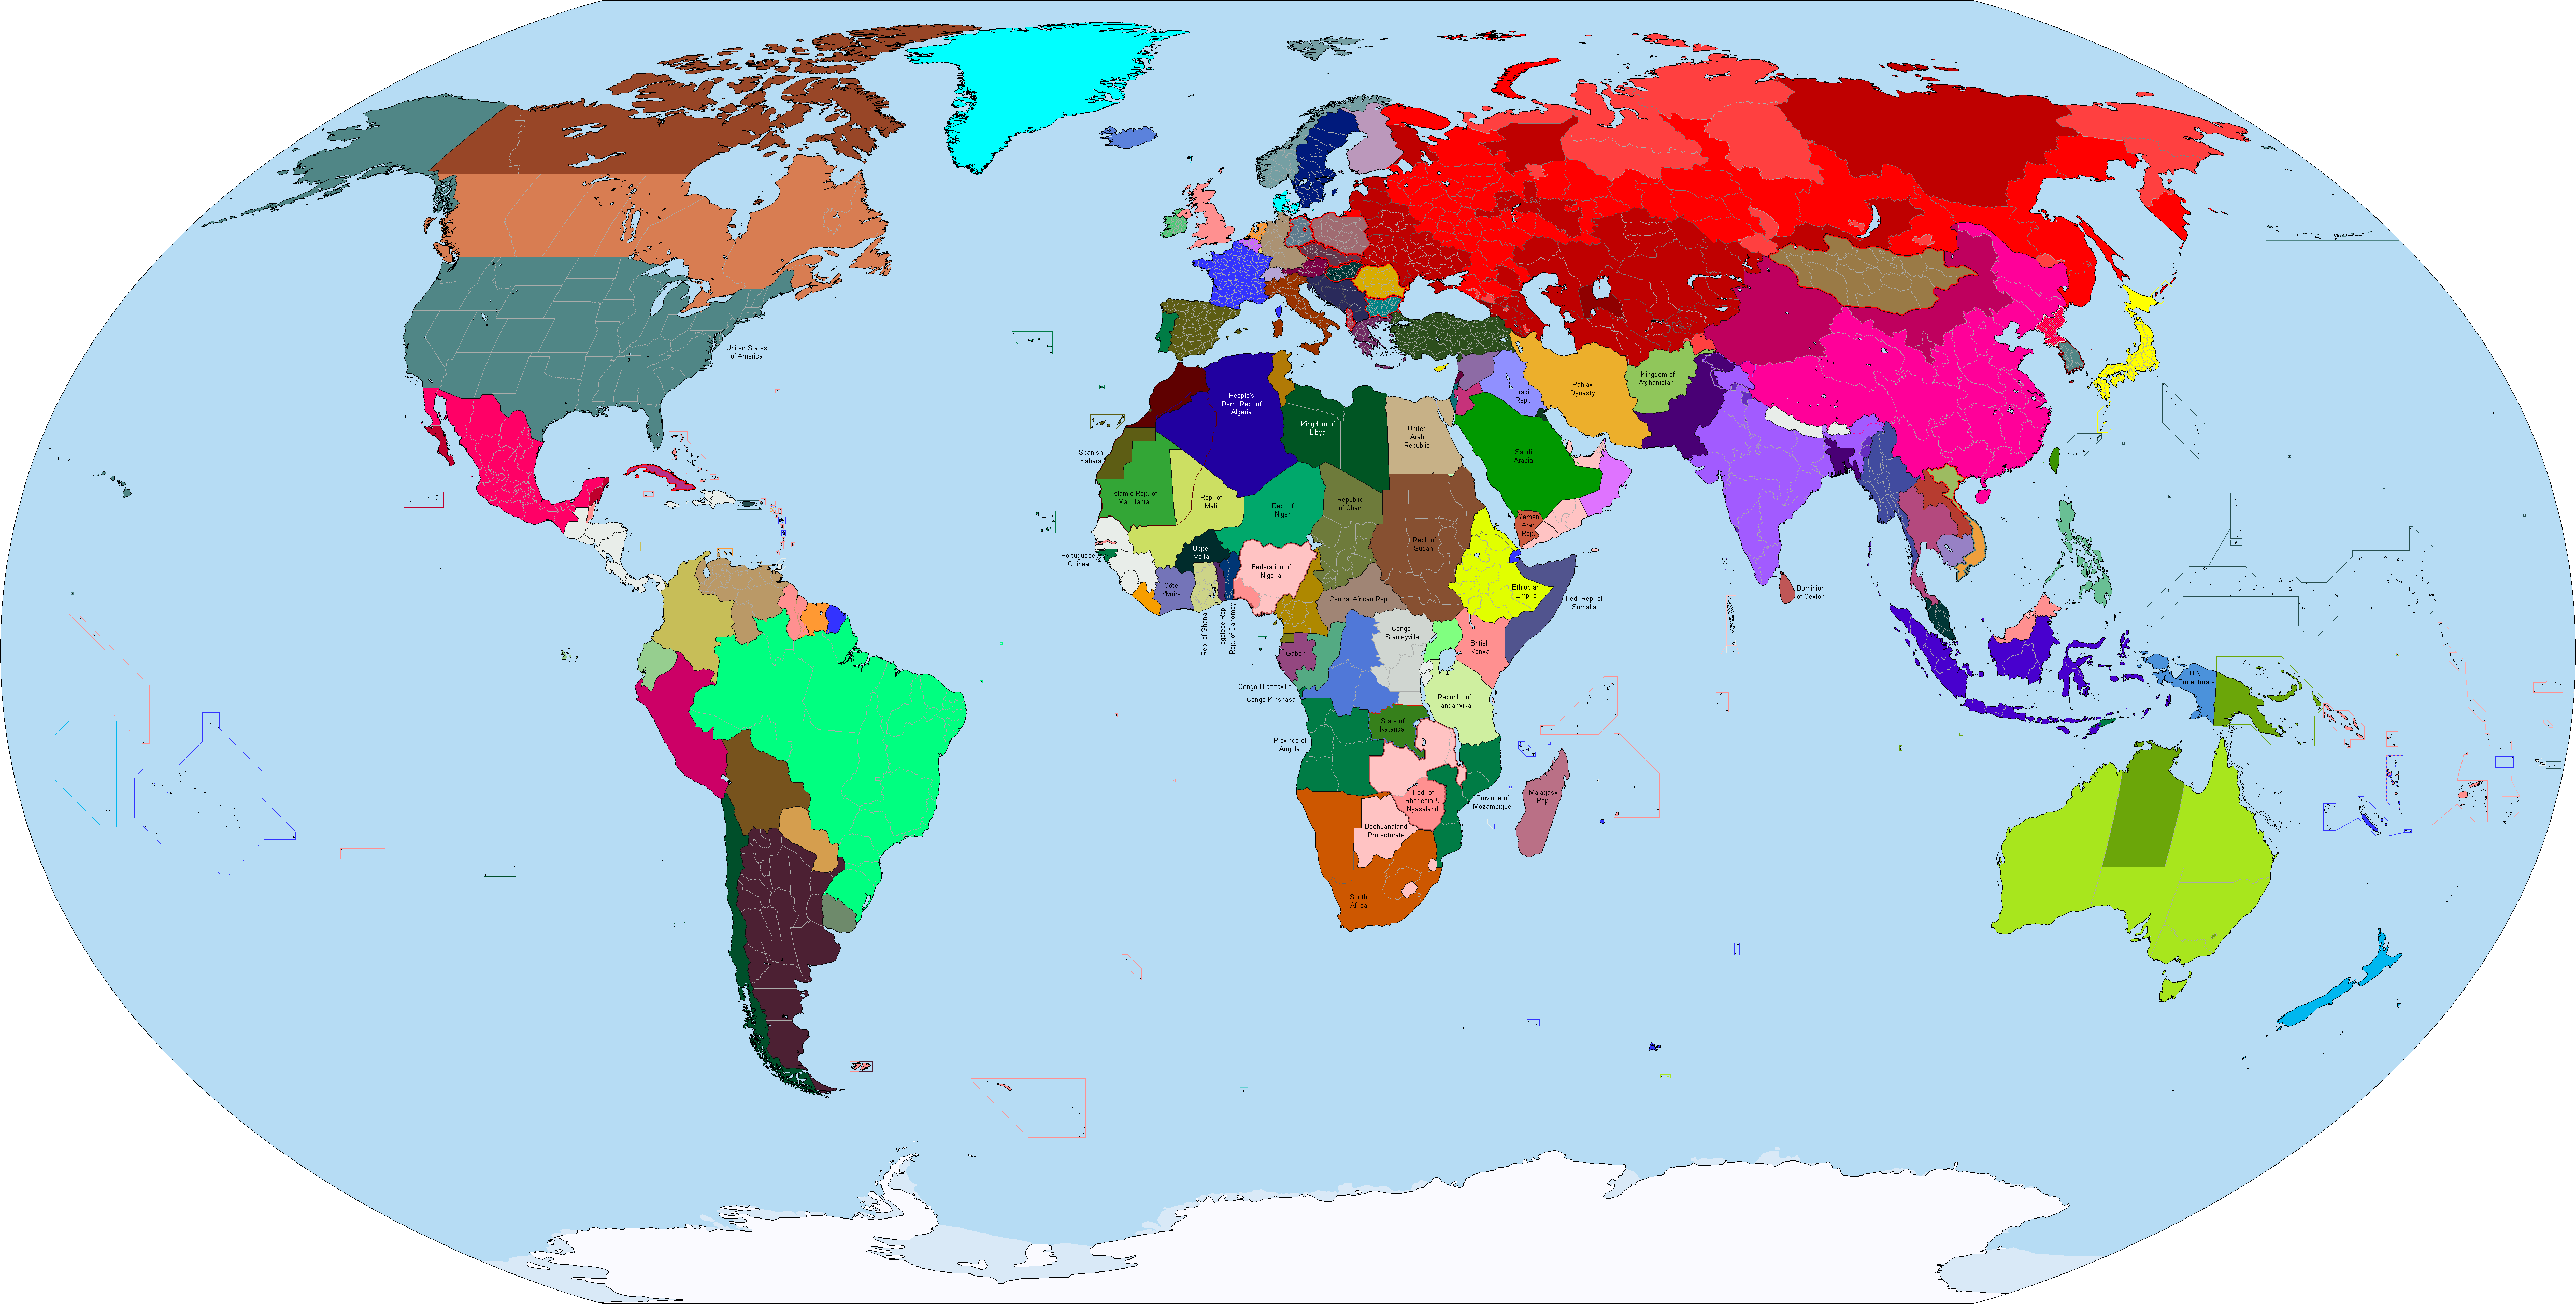 United States
of America
Kingdom of
Afghanistan
Pahlavi
Dynasty
Iraqi
Repl.
People's
Dem. Rep. of
Algeria
Kingdom of
Libya
United
Arab
Republic
Saudi
Arabia
Spanish
Sahara
Islamic Rep. of
Maurdania
Rep. of
Mali
Rep. of
Niger
Republic
of Chad
Repl. of
Sudan
Yemen
Arab
Rep.
Portuguese
Guinea
Upper
Volta
Côte
d'Ivoire
Federation of
Nigeria
Ethiopian
Empire
Fed. Rep. of
Somalia
Dominion
of Ceylon
Central African Rep.
Rep. of Ghana
Togolese Rep.
Rep. of Dahomey
Congo-
Stanleyville
British
Kenya
Gabon
Congo-Brazzaville
Congo-Kinshasa
Republic of
Tanganyika
U.N.
Protectorate
State of
Katanga
Province of
Angola
Fed. of
Rhodesia &
Nyasaland
Province of
Mozambique
Malagasy
Rep.
Bechuanaland
Protectorate
South
Africa